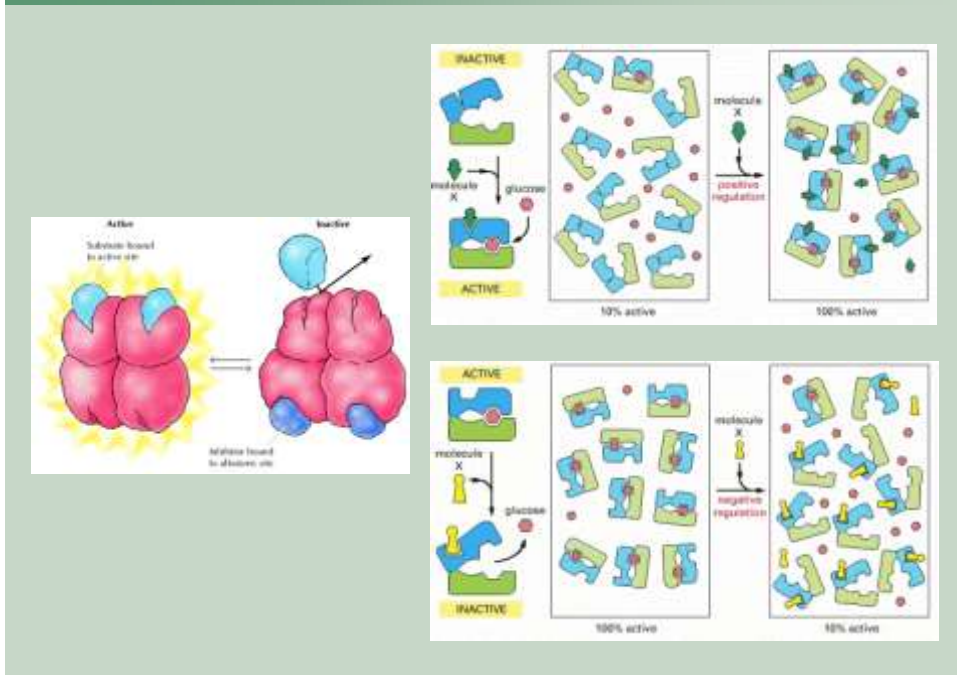 Active
Inactive
Substrate bound
to active site
Inhibitor bound
to allosteric site
INACTIVE
molecule
X
glucose
ACTIVE
10% active
molecule
X
positive
regulation
100% active
ACTIVE
molecule
X
glucose
INACTIVE
100% active
molecule
X
negative
regulation
10% active